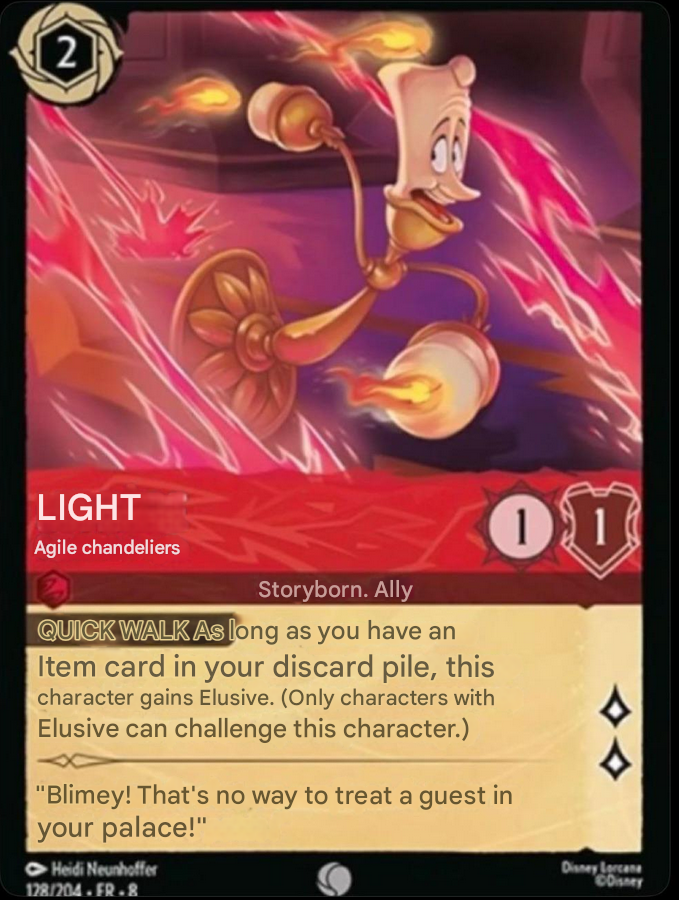 2
LIGHT
Agile chandeliers
1
1
Storyborn. Ally
QUICK WALK As long as you have an
Item card in your discard pile, this
character gains Elusive. (Only characters with
Elusive can challenge this character.)
"Blimey! That's no way to treat a guest in
your palace!"
Heidi Neunhoffer
128/204 • FR • 8
Disney Lorcana
©Disney